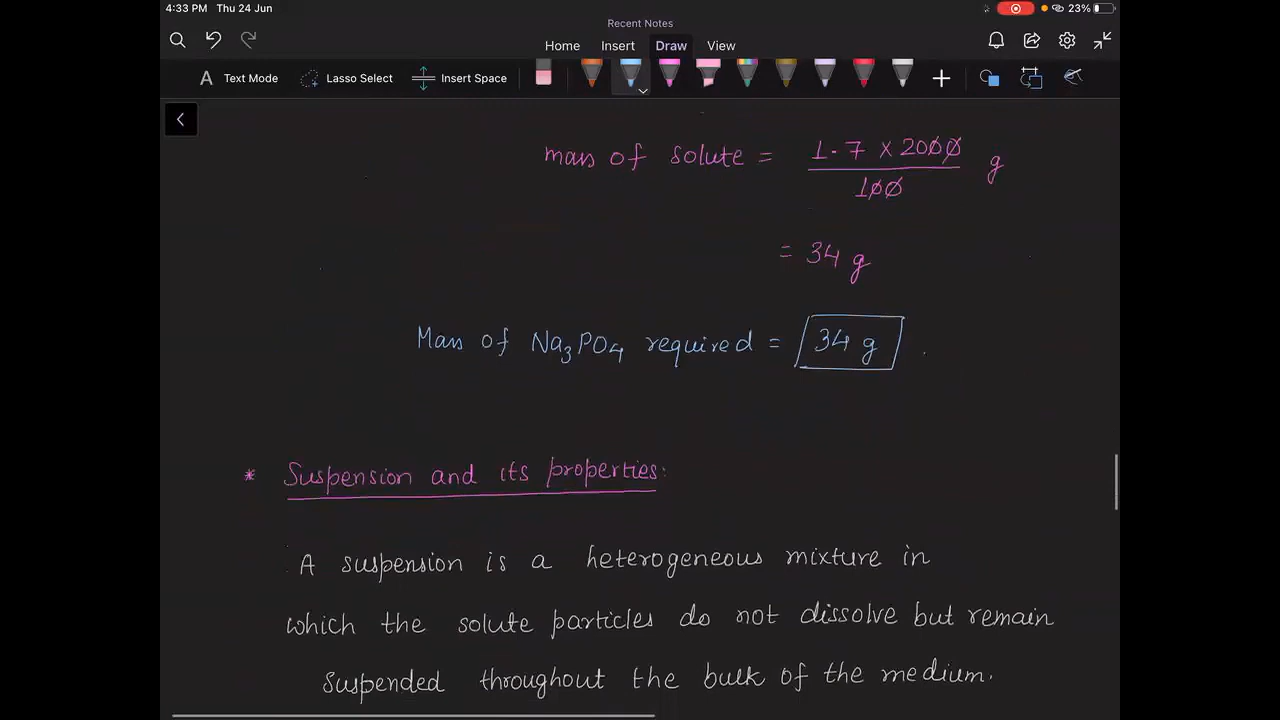 4:33 PM Thu 24 Jun
23%
Recent Notes
Home Insert Draw View
A Text Mode Lasso Select Insert Space
mass of solute = 1.7 × 2000 g
100
= 34 g
Mass of Na₃PO₄ required = 34 g
* Suspension and its properties:
A suspension is a heterogeneous mixture in
which the solute particles do not dissolve but remain
suspended throughout the bulk of the medium.